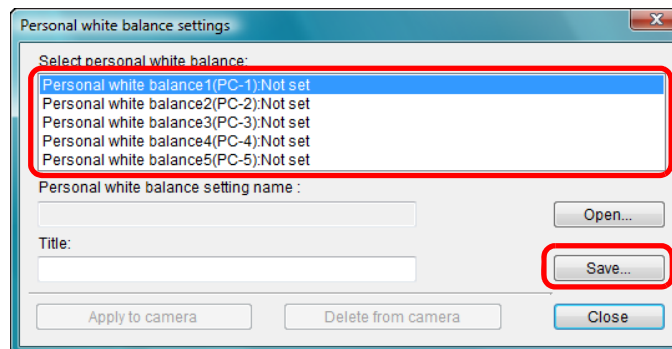 Personal white balance settings
Select personal white balance:
Personal white balance1(PC-1):Not set
Personal white balance2(PC-2):Not set
Personal white balance3(PC-3):Not set
Personal white balance4(PC-4):Not set
Personal white balance5(PC-5):Not set
Personal white balance setting name :
Open...
Title:
Save...
Apply to camera Delete from camera Close